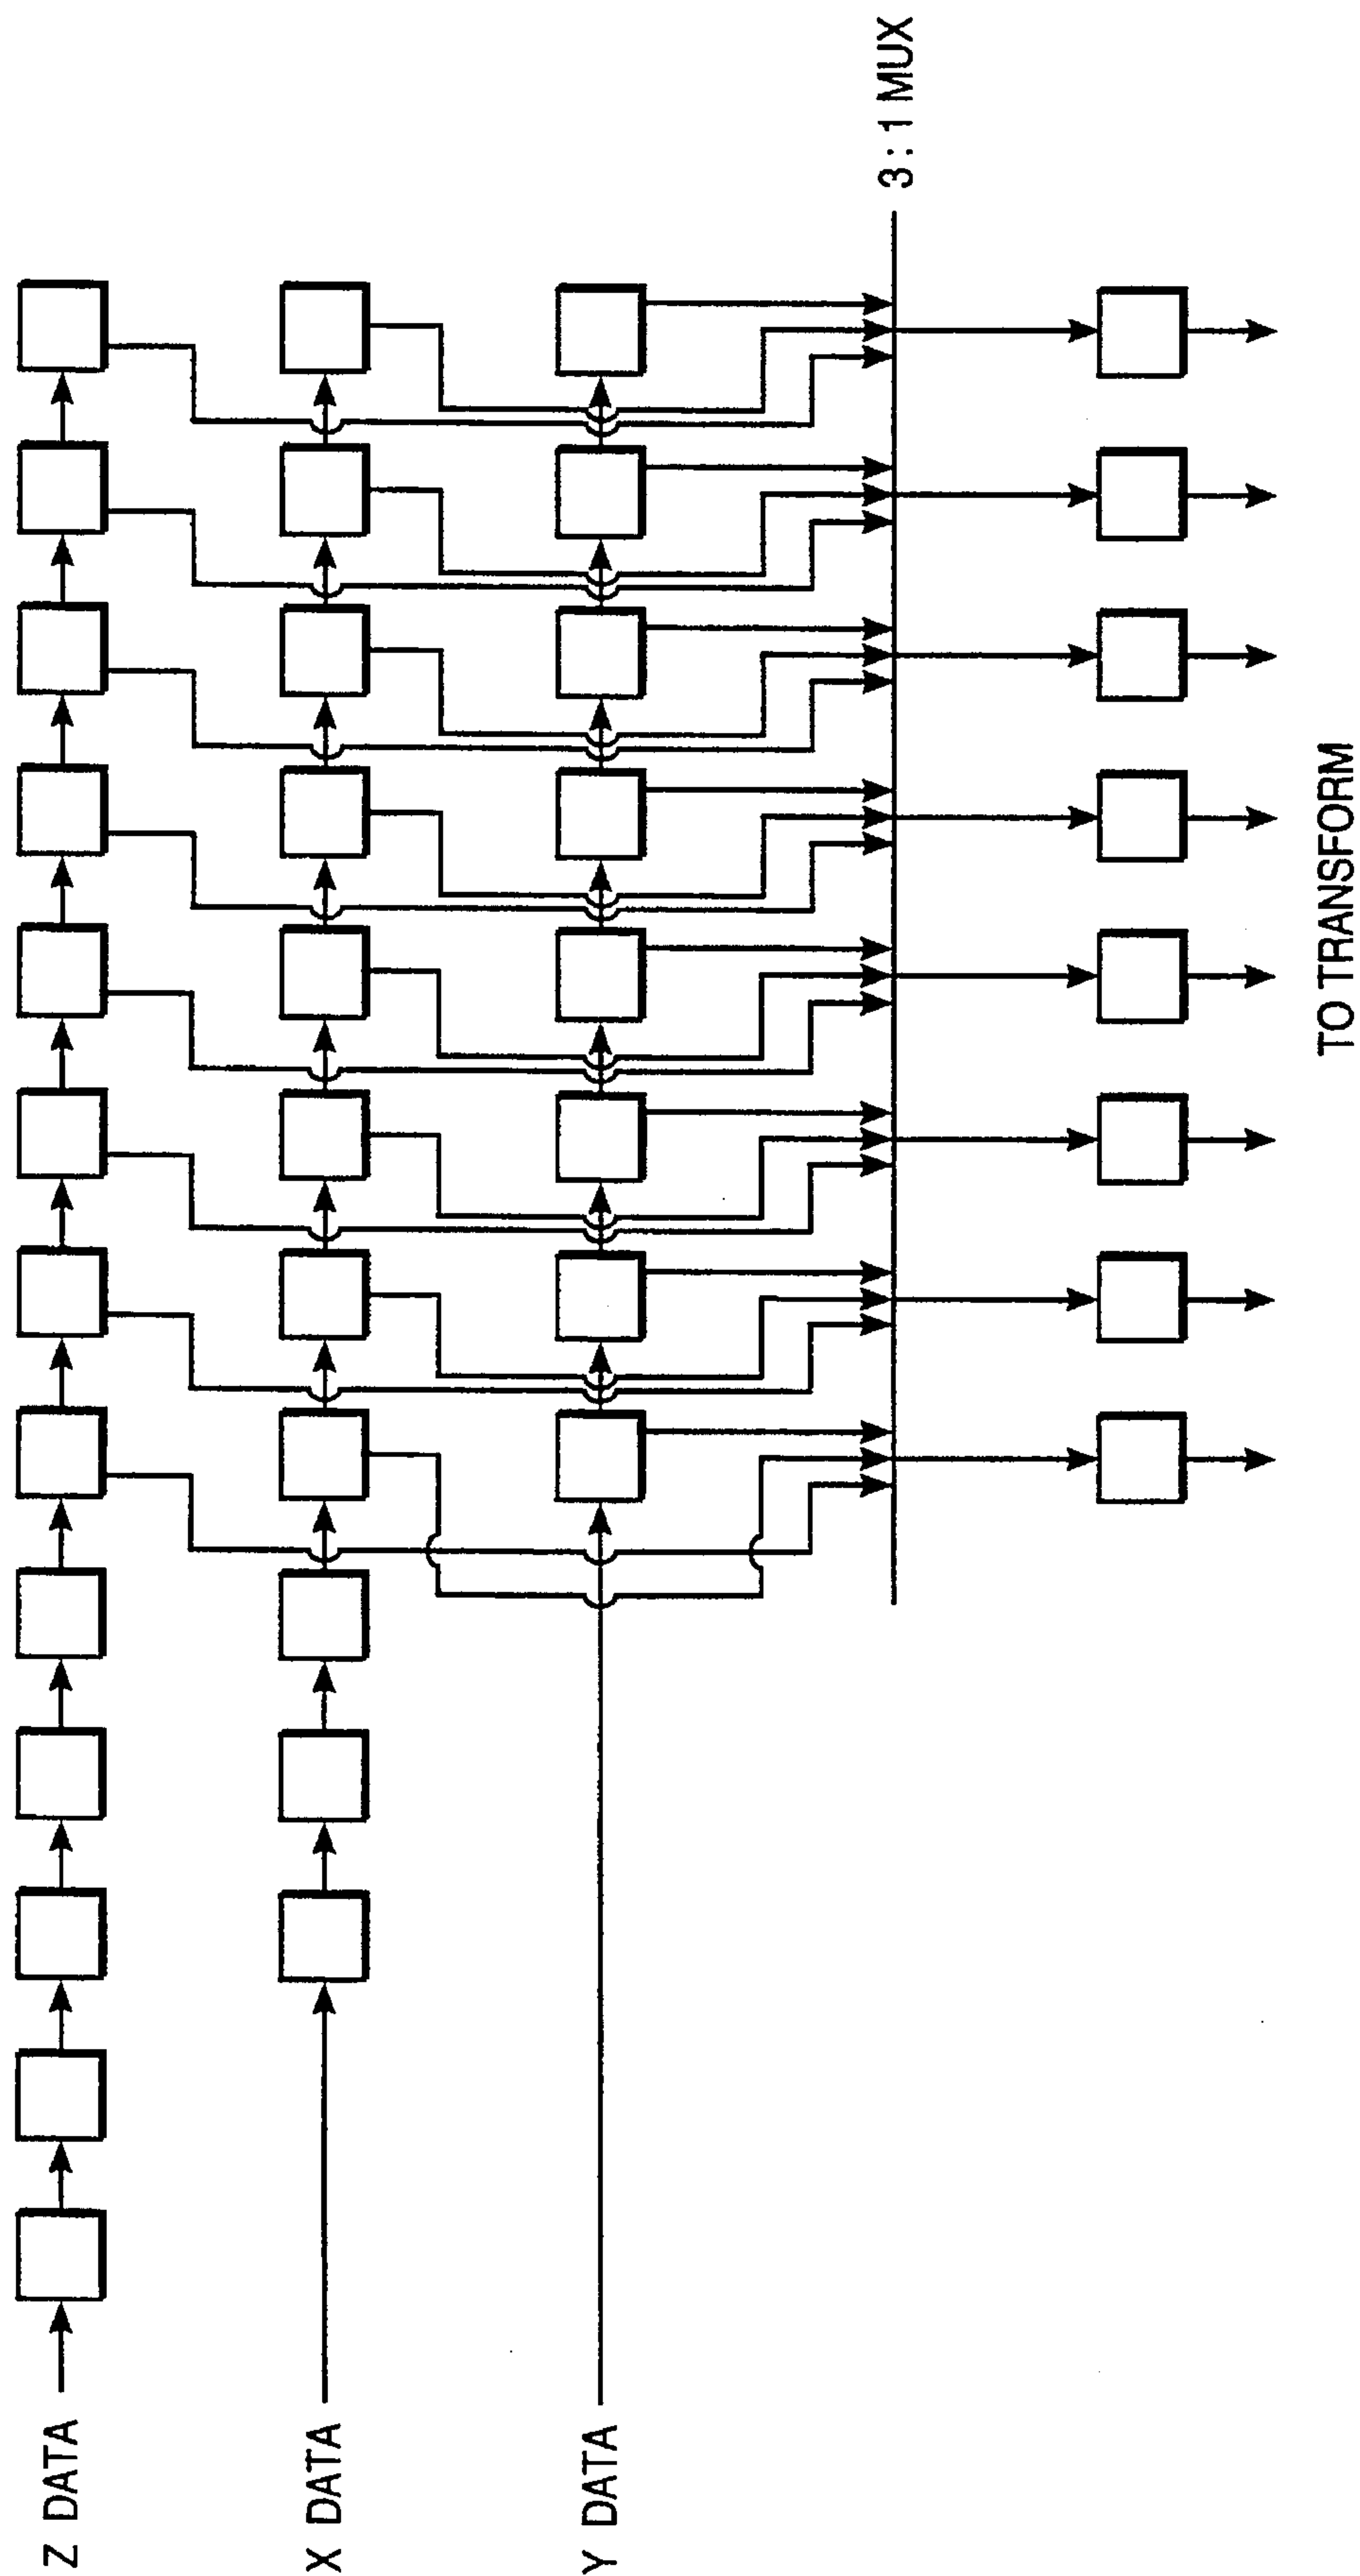 Z DATA
X DATA
Y DATA
3 : 1 MUX
TO TRANSFORM